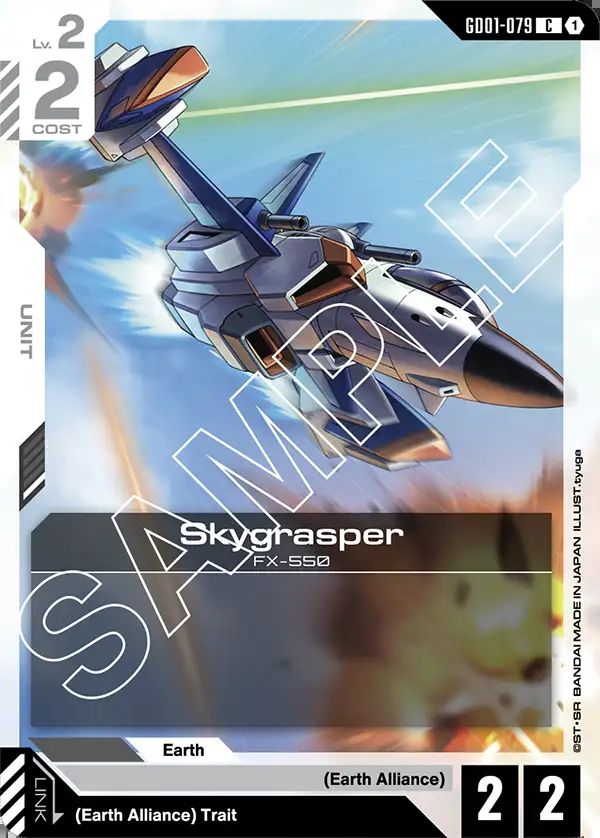 Lv. 2
2
COST
GD01-079 C 1
UNIT
SAMPLE
Skygrasper
FX-550
©ST・SR BANDAI MADE IN JAPAN ILLUST.tyuga
Earth
(Earth Alliance)
LINK
(Earth Alliance) Trait
2 2